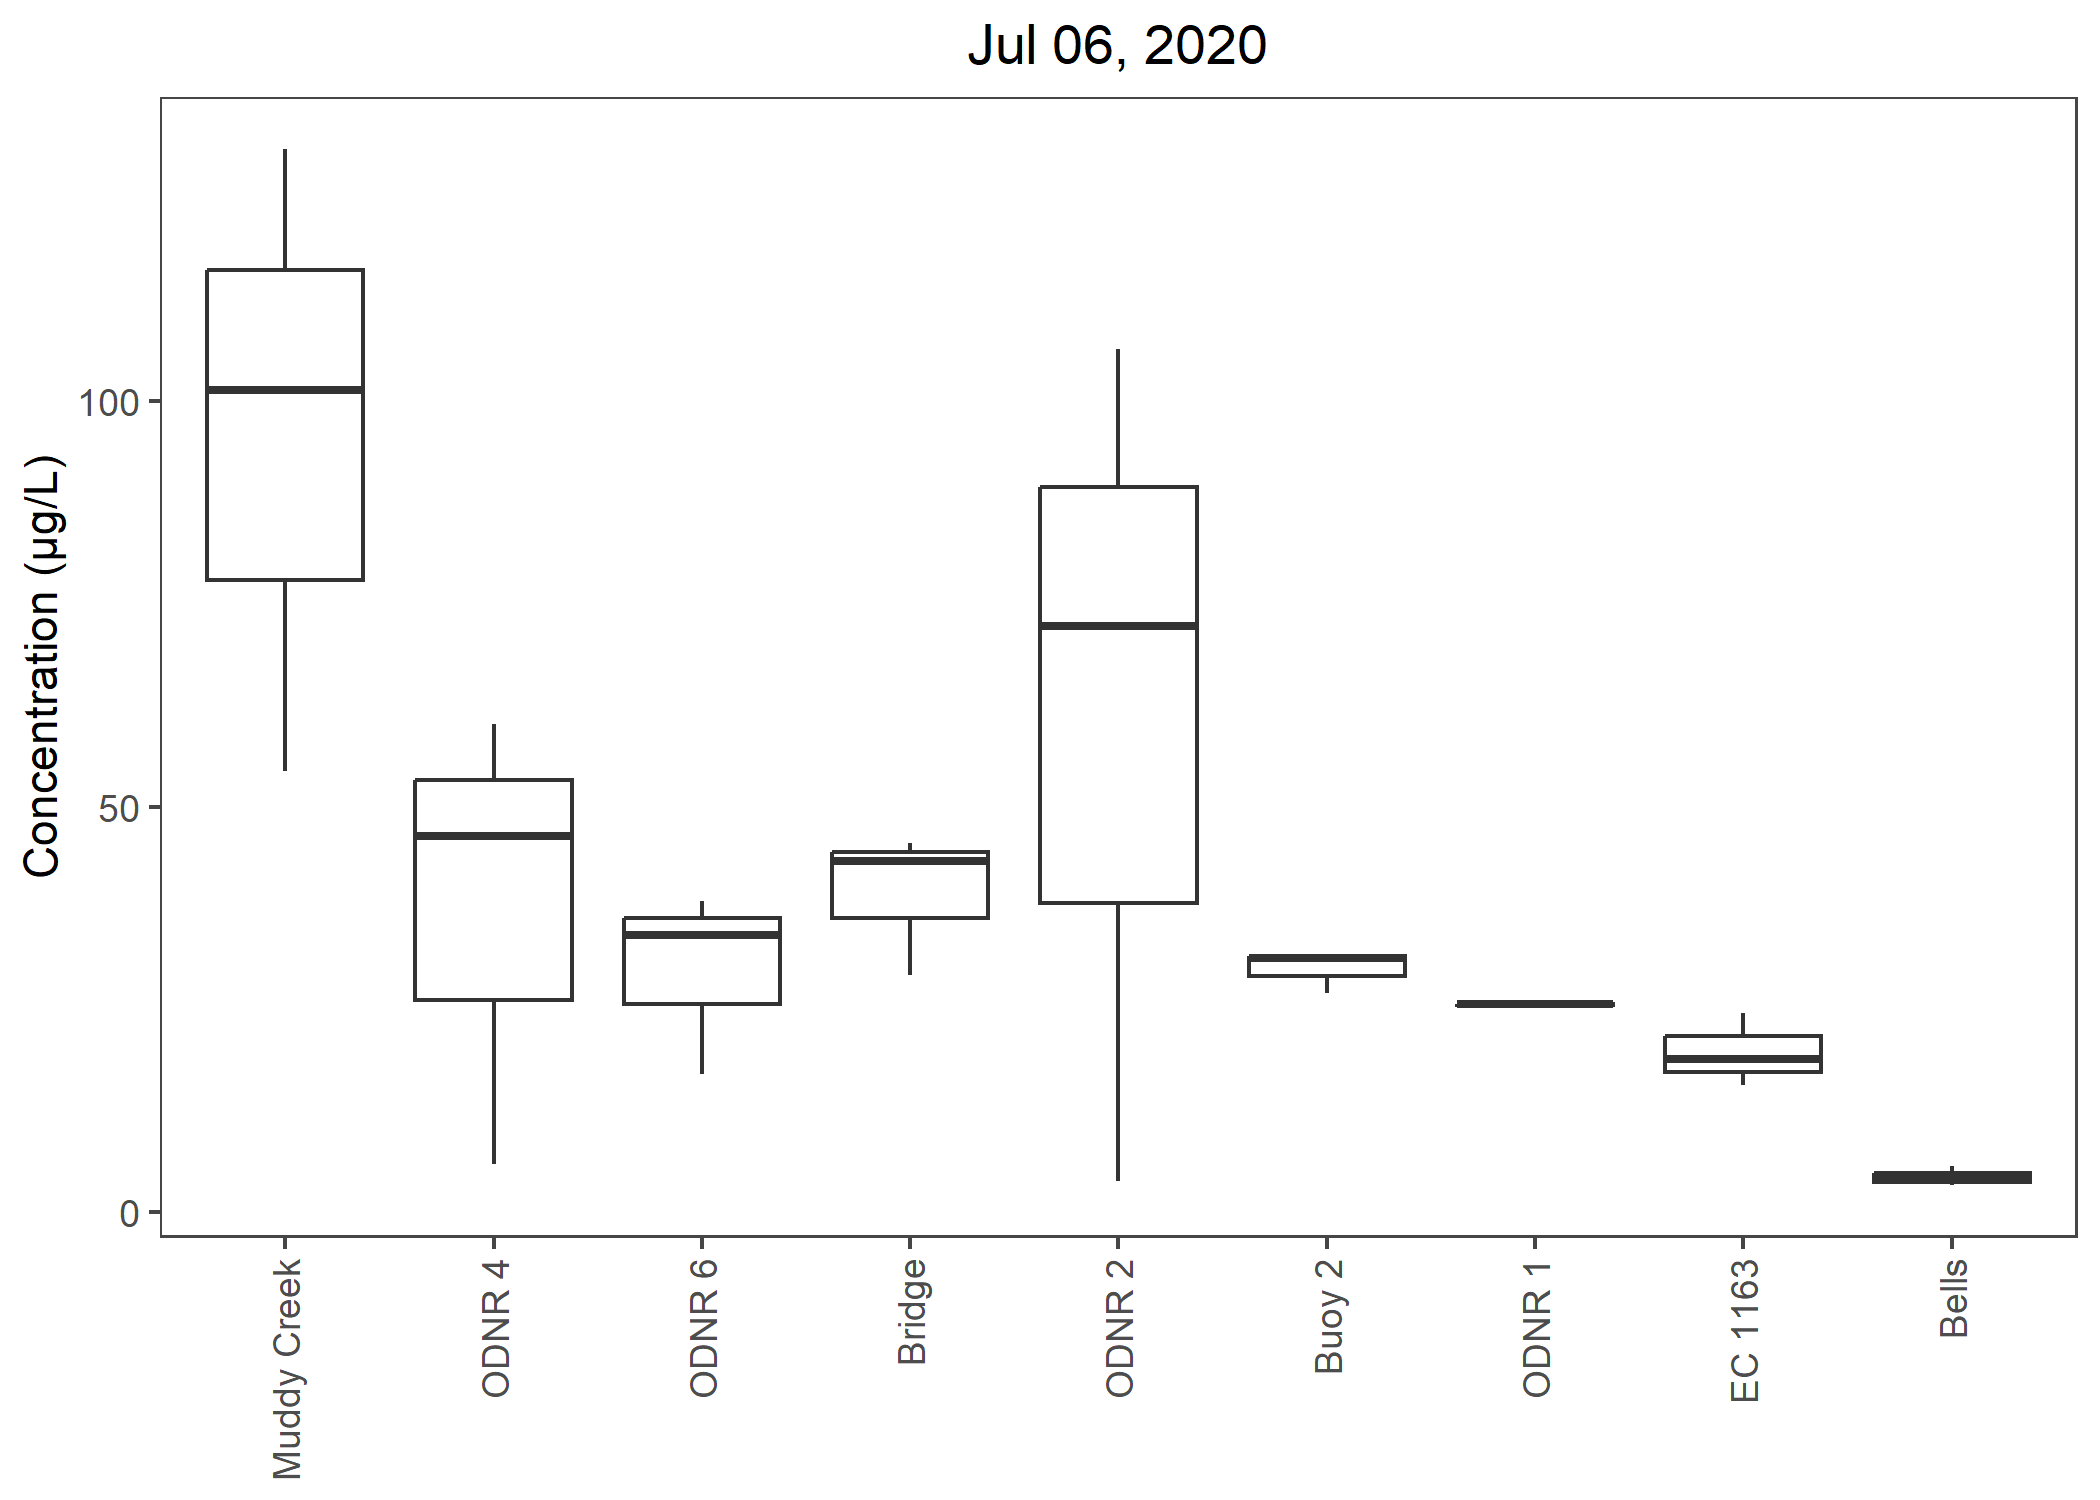 Jul 06, 2020
Concentration (µg/L)
100
50
0
Muddy Creek
ODNR 4
ODNR 6
Bridge
ODNR 2
Buoy 2
ODNR 1
EC 1163
Bells